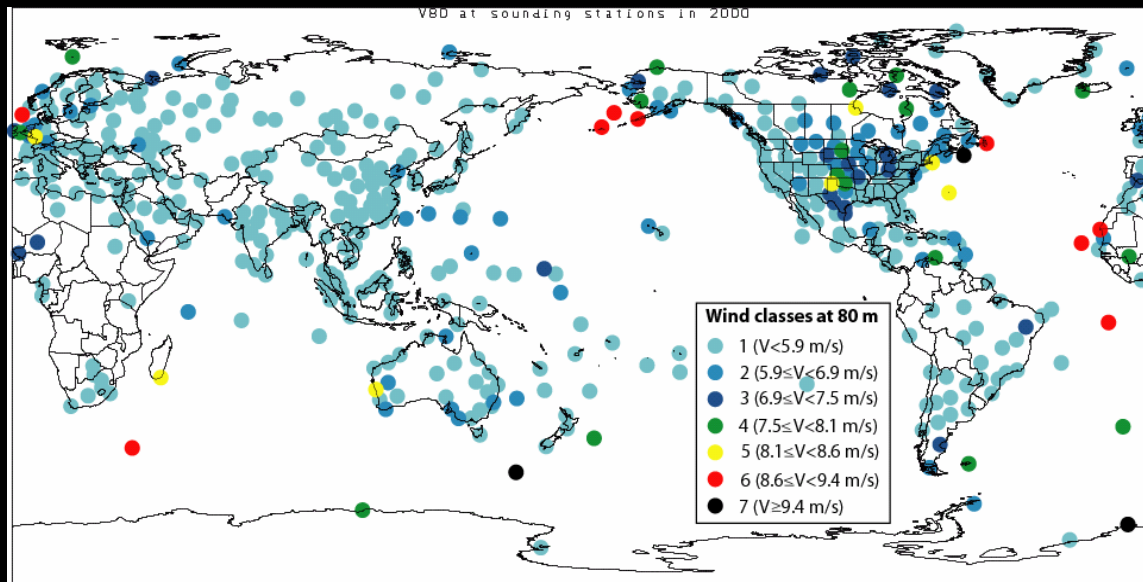 V80 at sounding stations in 2000
Wind classes at 80 m
1 (V<5.9 m/s)
2 (5.9≤V<6.9 m/s)
3 (6.9≤V<7.5 m/s)
4 (7.5≤V<8.1 m/s)
5 (8.1≤V<8.6 m/s)
6 (8.6≤V<9.4 m/s)
7 (V≥9.4 m/s)